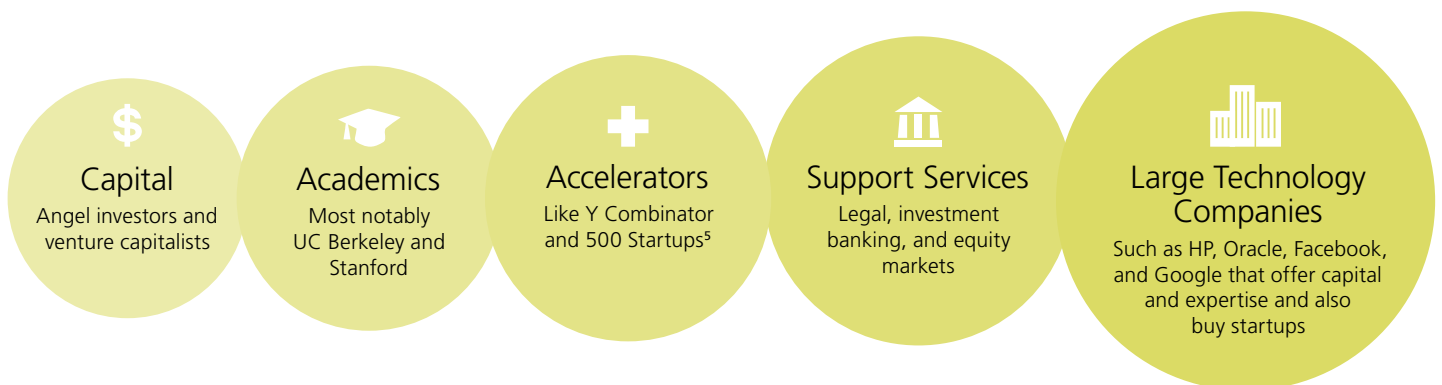 $
Capital
Angel investors and
venture capitalists
Academics
Most notably
UC Berkeley and
Stanford
Accelerators
Like Y Combinator
and 500 Startups⁵
Support Services
Legal, investment
banking, and equity
markets
Large Technology
Companies
Such as HP, Oracle, Facebook,
and Google that offer capital
and expertise and also
buy startups